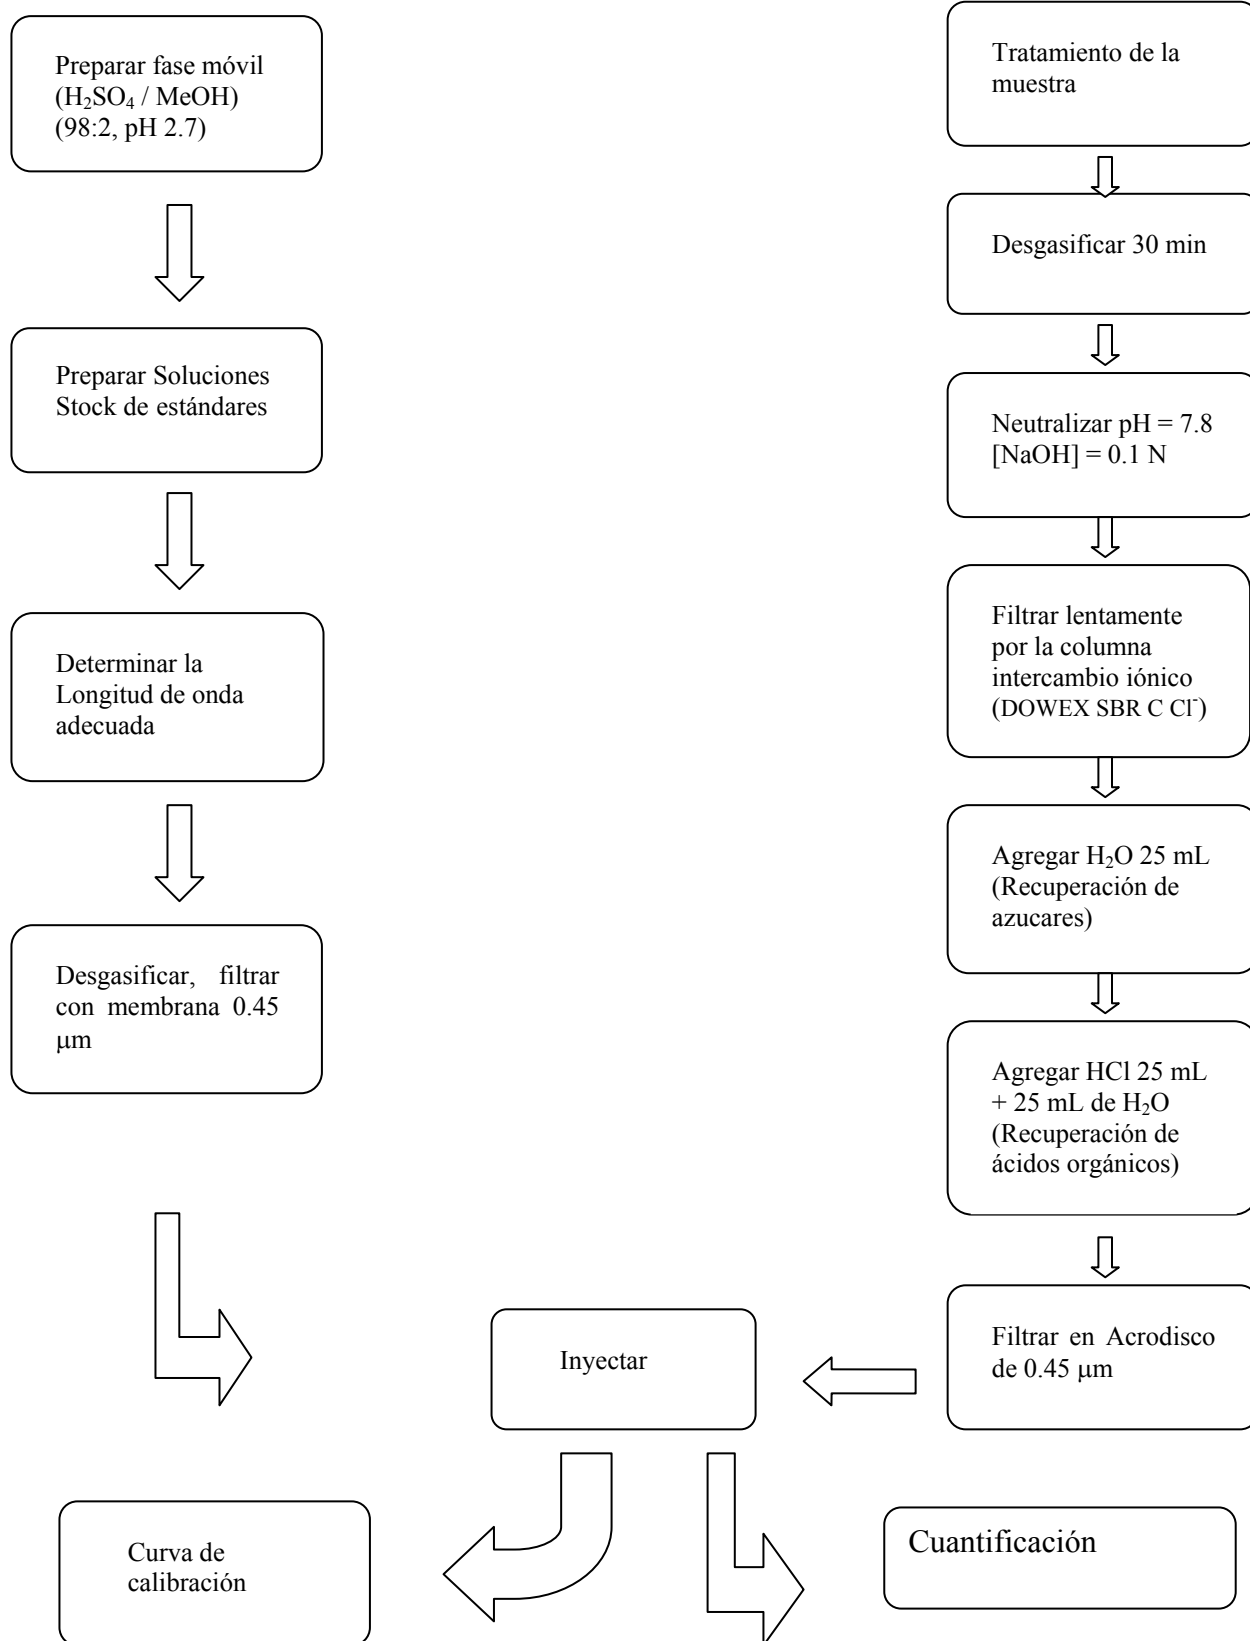 Preparar fase móvil
(H₂SO₄ / MeOH)
(98:2, pH 2.7)
Preparar Soluciones
Stock de estándares
Determinar la
Longitud de onda
adecuada
Desgasificar, filtrar
con membrana 0.45
µm
Tratamiento de la
muestra
Desgasificar 30 min
Neutralizar pH = 7.8
[NaOH] = 0.1 N
Filtrar lentamente
por la columna
intercambio iónico
(DOWEX SBR C Cl⁻)
Agregar H₂O 25 mL
(Recuperación de
azucares)
Agregar HCl 25 mL
+ 25 mL de H₂O
(Recuperación de
ácidos orgánicos)
Filtrar en Acrodisco
de 0.45 µm
Inyectar
Curva de
calibración
Cuantificación